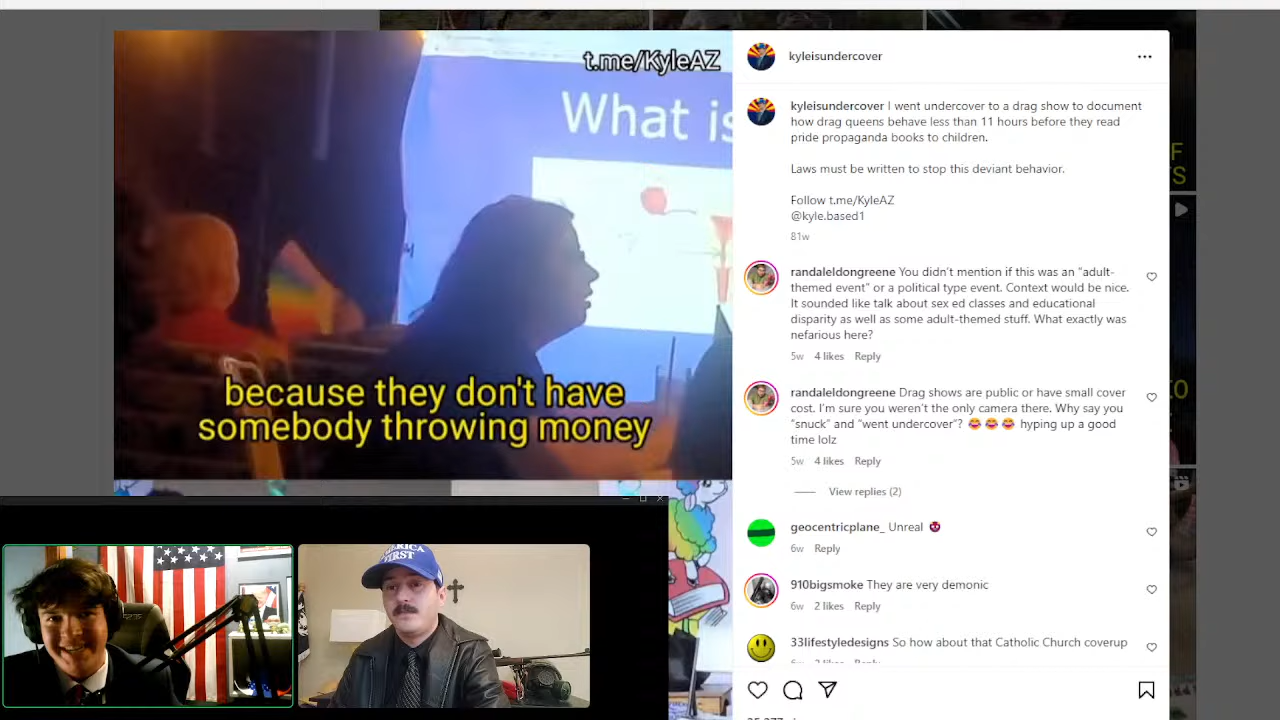 t.me/KyleAZ
What is
because they don't have
somebody throwing money
AMERICA
FIRST
kyleisundercover
kyleisundercover I went undercover to a drag show to document
how drag queens behave less than 11 hours before they read
pride propaganda books to children.
Laws must be written to stop this deviant behavior.
Follow t.me/KyleAZ
@kyle.based1
81w
randaleldongreene You didn't mention if this was an "adult-
themed event" or a political type event. Context would be nice.
It sounded like talk about sex ed classes and educational
disparity as well as some adult-themed stuff. What exactly was
nefarious here?
5w 4 likes Reply
randaleldongreene Drag shows are public or have small cover
cost. I'm sure you weren't the only camera there. Why say you
"snuck" and "went undercover"? 😂😂😂 hyping up a good
time lolz
5w 4 likes Reply
View replies (2)
geocentricplane_ Unreal
6w Reply
910bigsmoke They are very demonic
6w 2 likes Reply
33lifestyledesigns So how about that Catholic Church coverup
6w 2 likes Reply